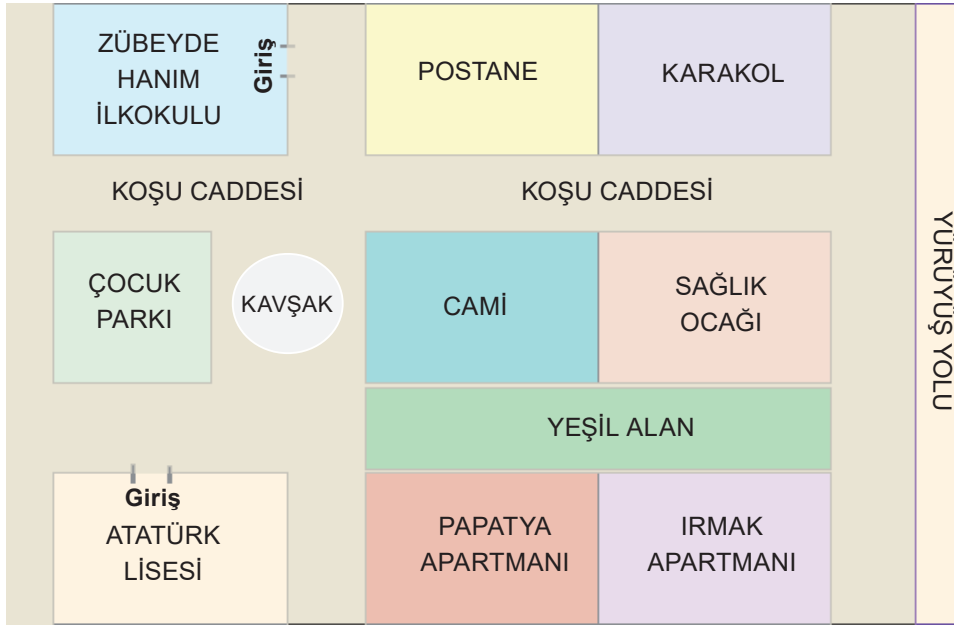 ZÜBEYDE
HANIM
İLKOKULU
Giriş
POSTANE
KARAKOL
KOŞU CADDESİ
KOŞU CADDESİ
ÇOCUK
PARKI
KAVŞAK
CAMİ
SAĞLIK
OCAĞI
YÜRÜYÜŞ YOLU
YEŞİL ALAN
Giriş
ATATÜRK
LİSESİ
PAPATYA
APARTMANI
IRMAK
APARTMANI